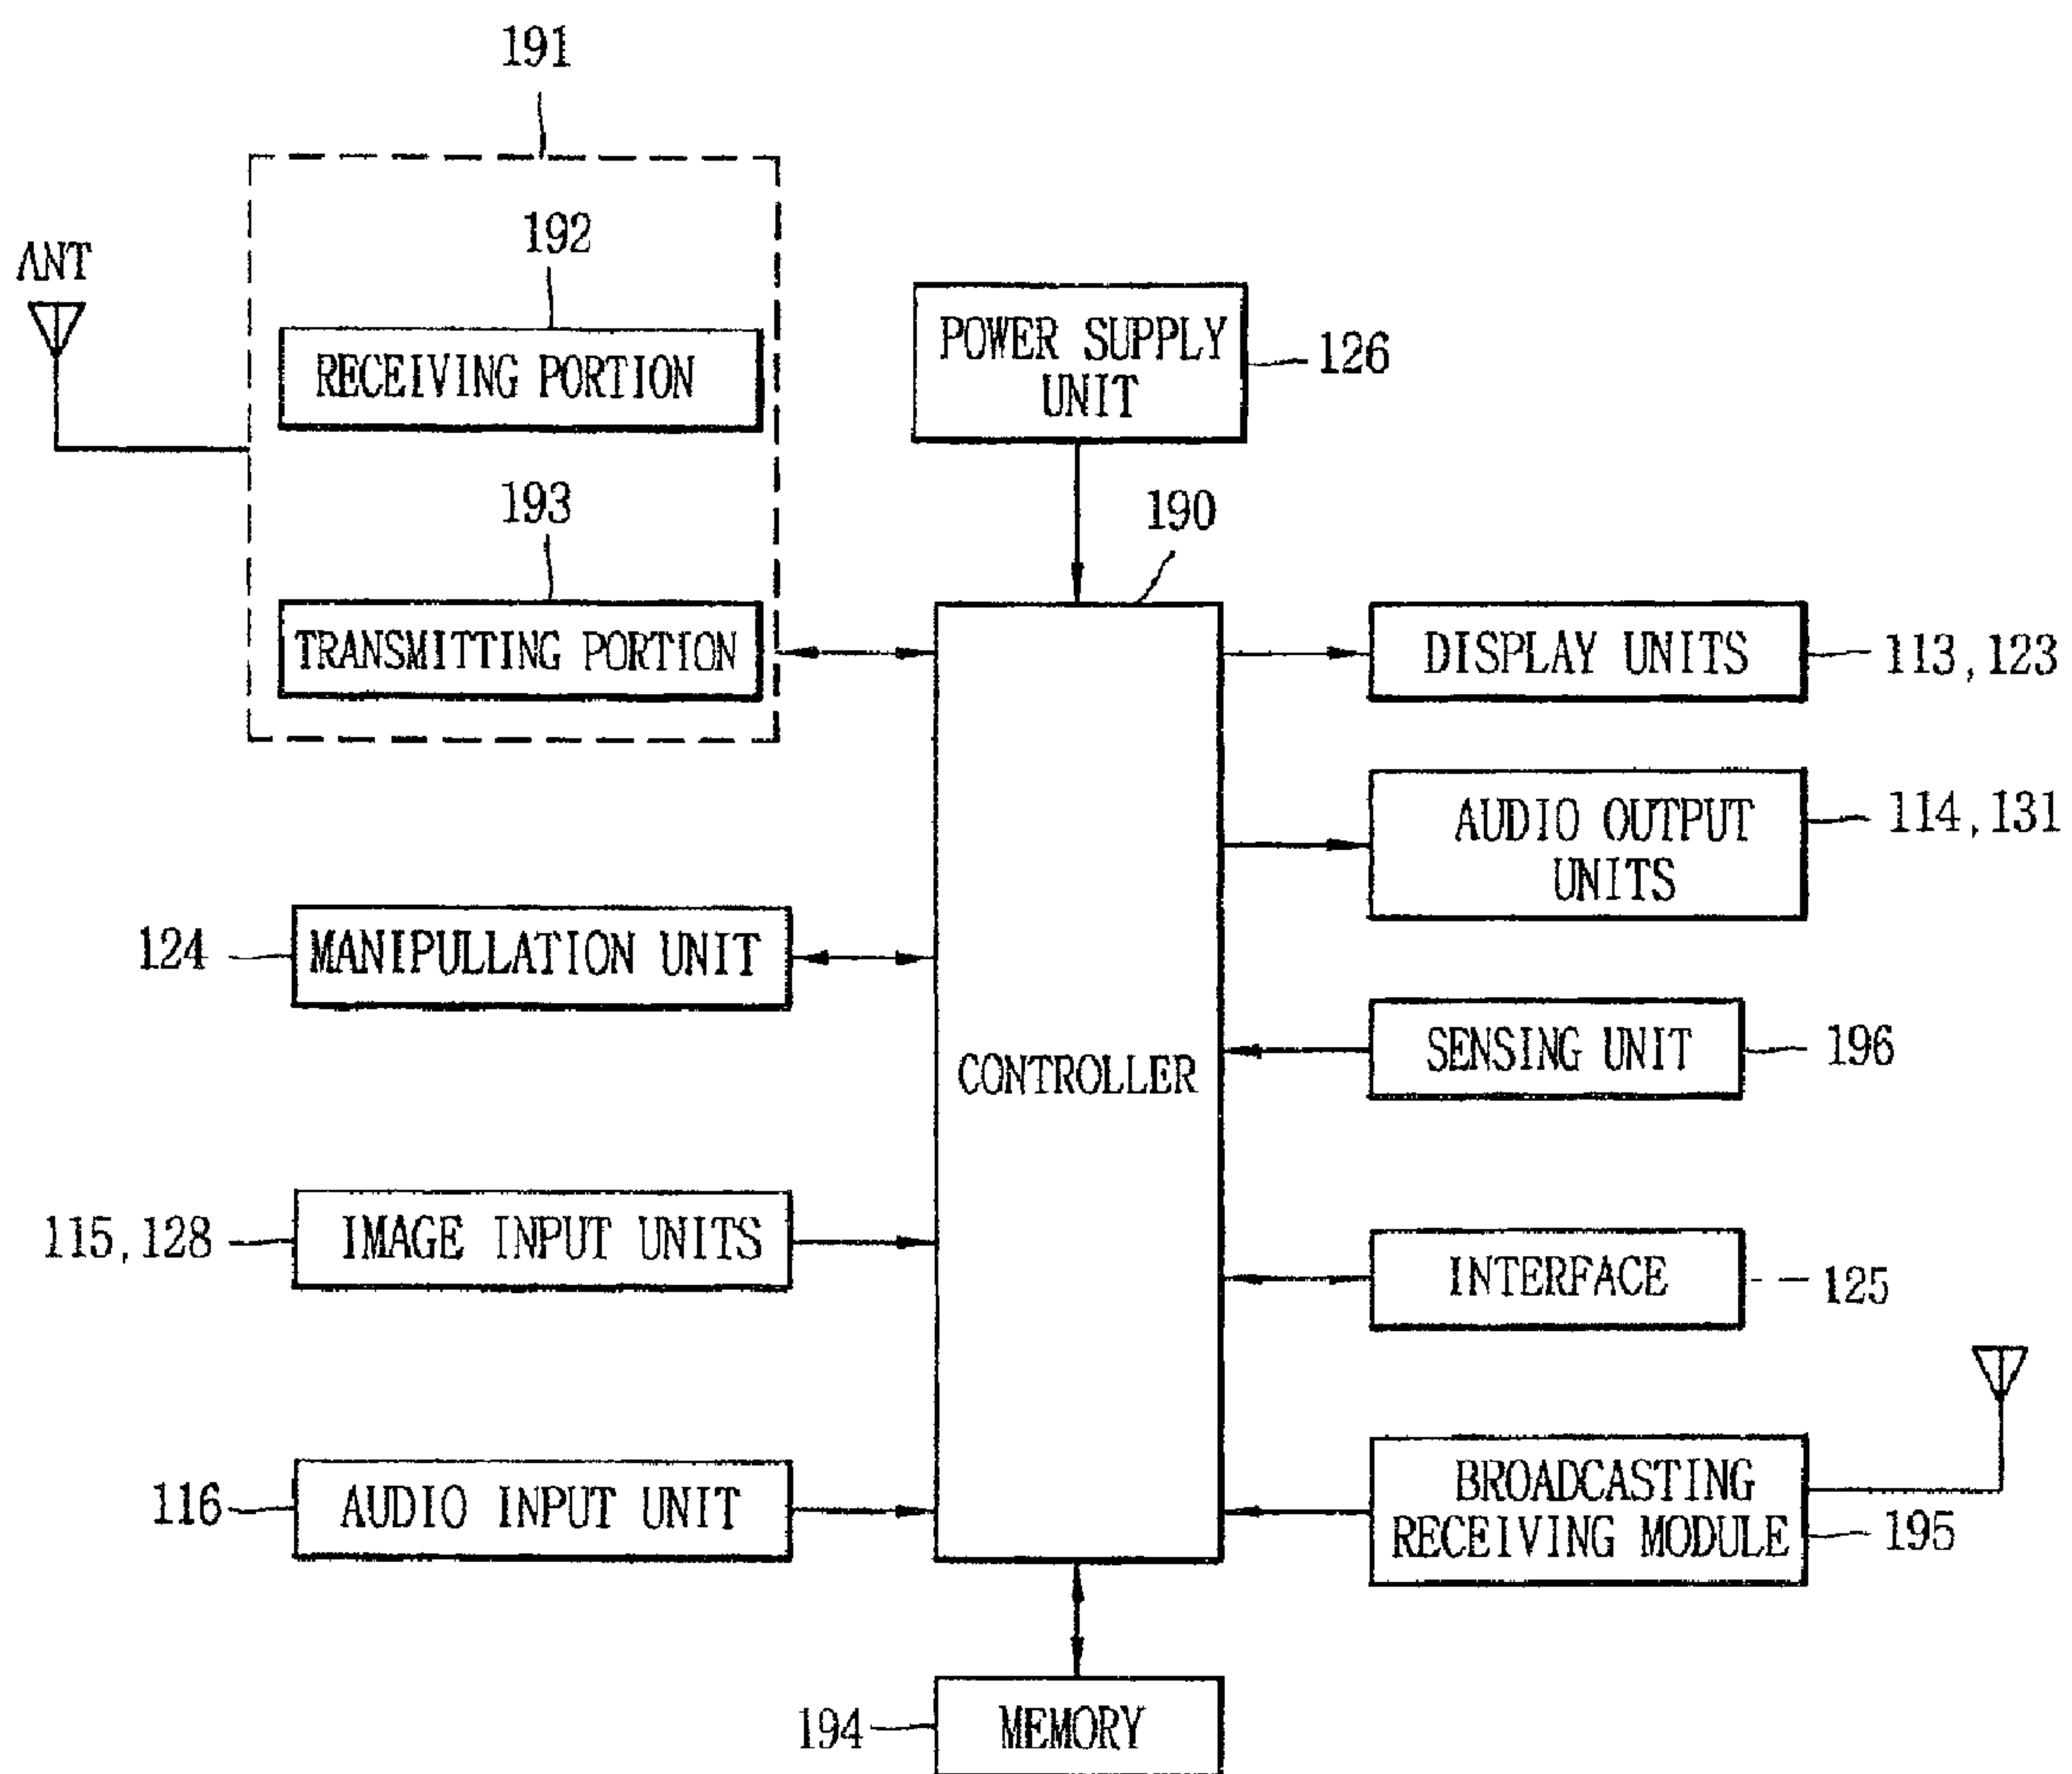 191
192
ANT
RECEIVING PORTION
193
TRANSMITTING PORTION
POWER SUPPLY
UNIT
126
190
CONTROLLER
DISPLAY UNITS
113,123
AUDIO OUTPUT
UNITS
114,131
124
MANIPULLATION UNIT
SENSING UNIT
196
115,128
IMAGE INPUT UNITS
INTERFACE
125
116
AUDIO INPUT UNIT
BROADCASTING
RECEIVING MODULE
195
194
MEMORY